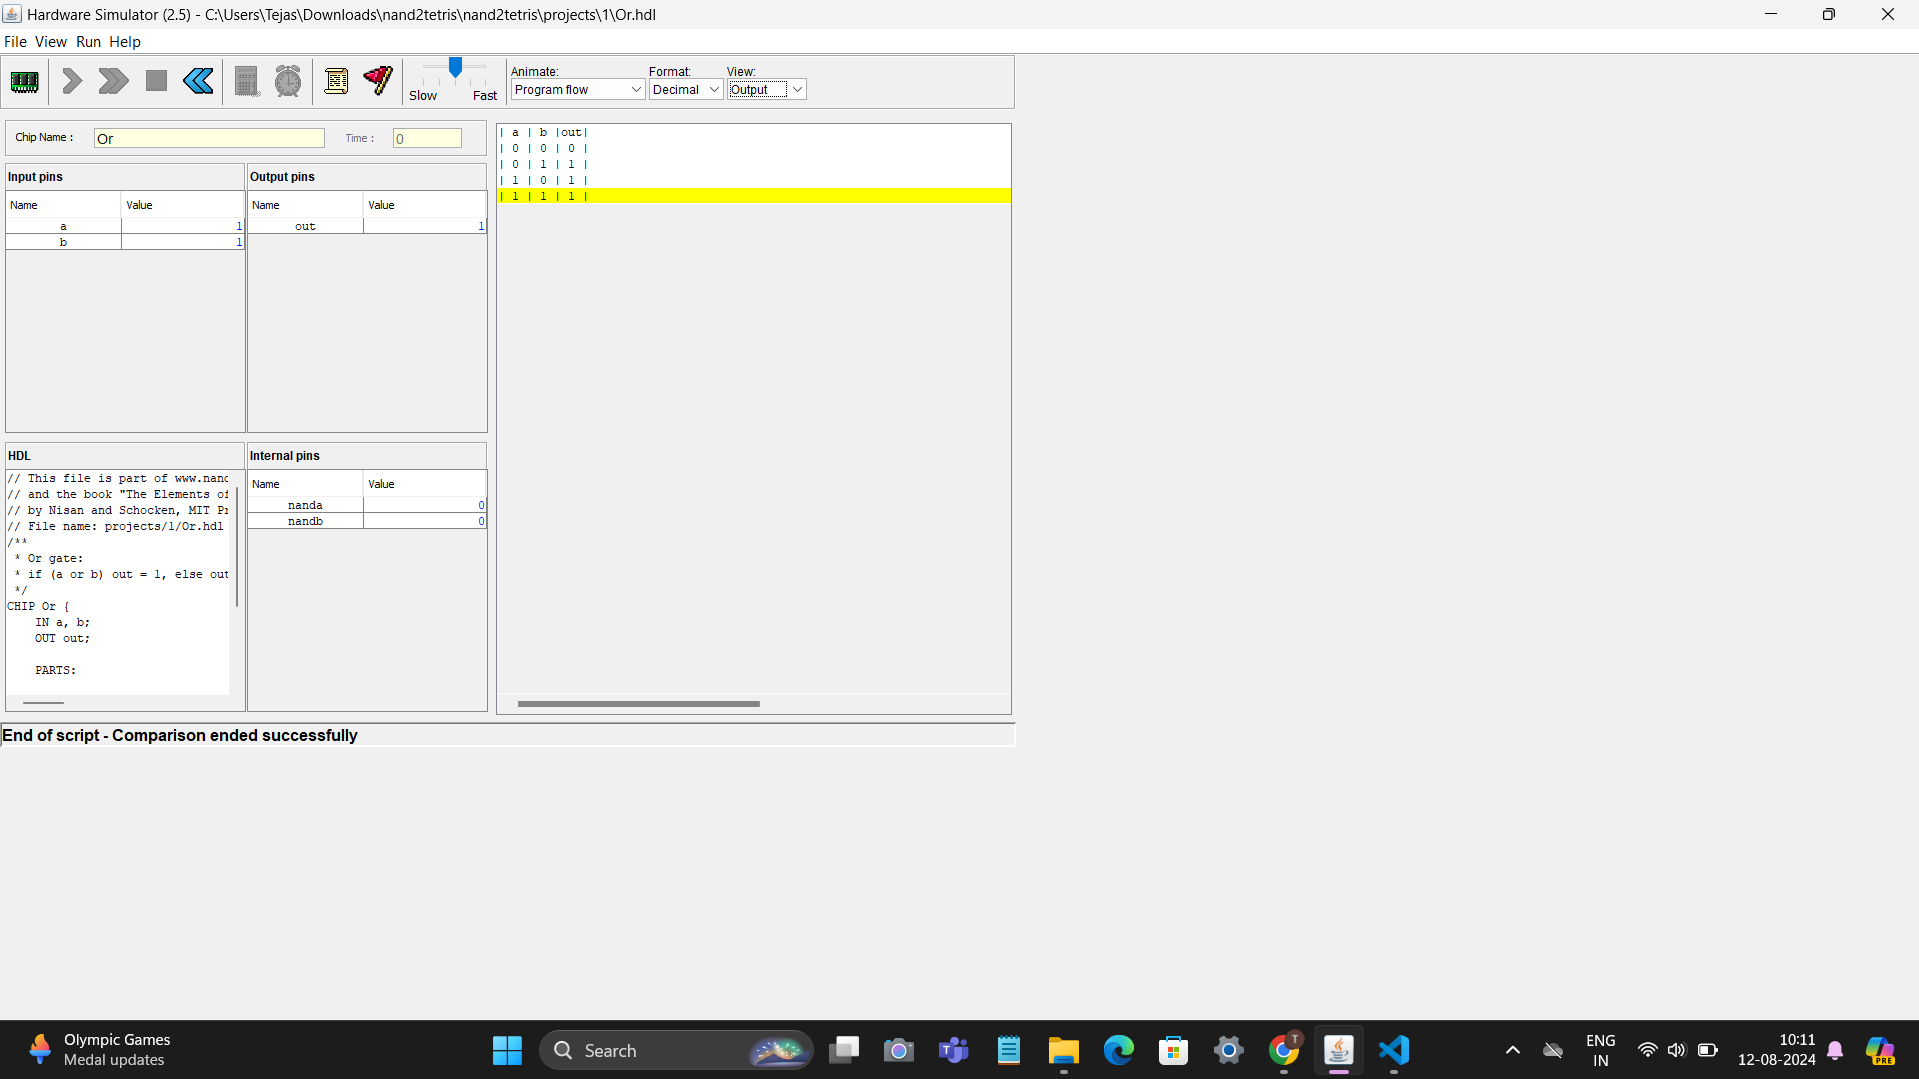 Hardware Simulator (2.5) - C:\Users\Tejas\Downloads\nand2tetris\nand2tetris\projects\1\Or.hdl
File View Run Help
Slow Fast
Animate: Format: View:
Program flow Decimal Output
Chip Name : Or Time : 0
Input pins
Name Value
a 1
b 1
Output pins
Name Value
out 1
| a | b |out|
| 0 | 0 | 0 |
| 0 | 1 | 1 |
| 1 | 0 | 1 |
| 1 | 1 | 1 |
HDL
// This file is part of www.nanc
// and the book "The Elements of
// by Nisan and Schocken, MIT Pr
// File name: projects/1/Or.hdl
/**
* Or gate:
* if (a or b) out = 1, else out
*/
CHIP Or {
IN a, b;
OUT out;
PARTS:
Internal pins
Name Value
nanda 0
nandb 0
End of script - Comparison ended successfully
Olympic Games
Medal updates
Search
T
T
PRE
ENG
IN
10:11
12-08-2024